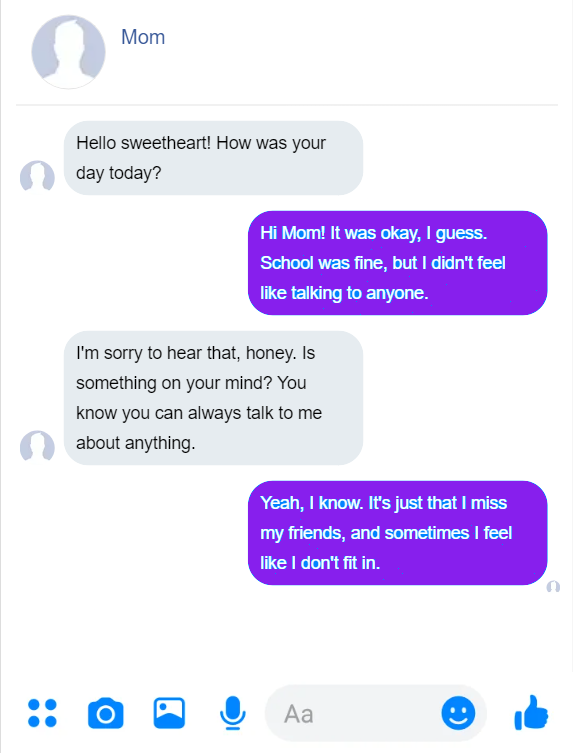 Mom
Hello sweetheart! How was your
day today?
Hi Mom! It was okay, I guess.
School was fine, but I didn't feel
like talking to anyone.
I'm sorry to hear that, honey. Is
something on your mind? You
know you can always talk to me
about anything.
Yeah, I know. It's just that I miss
my friends, and sometimes I feel
like I don't fit in.
Aa